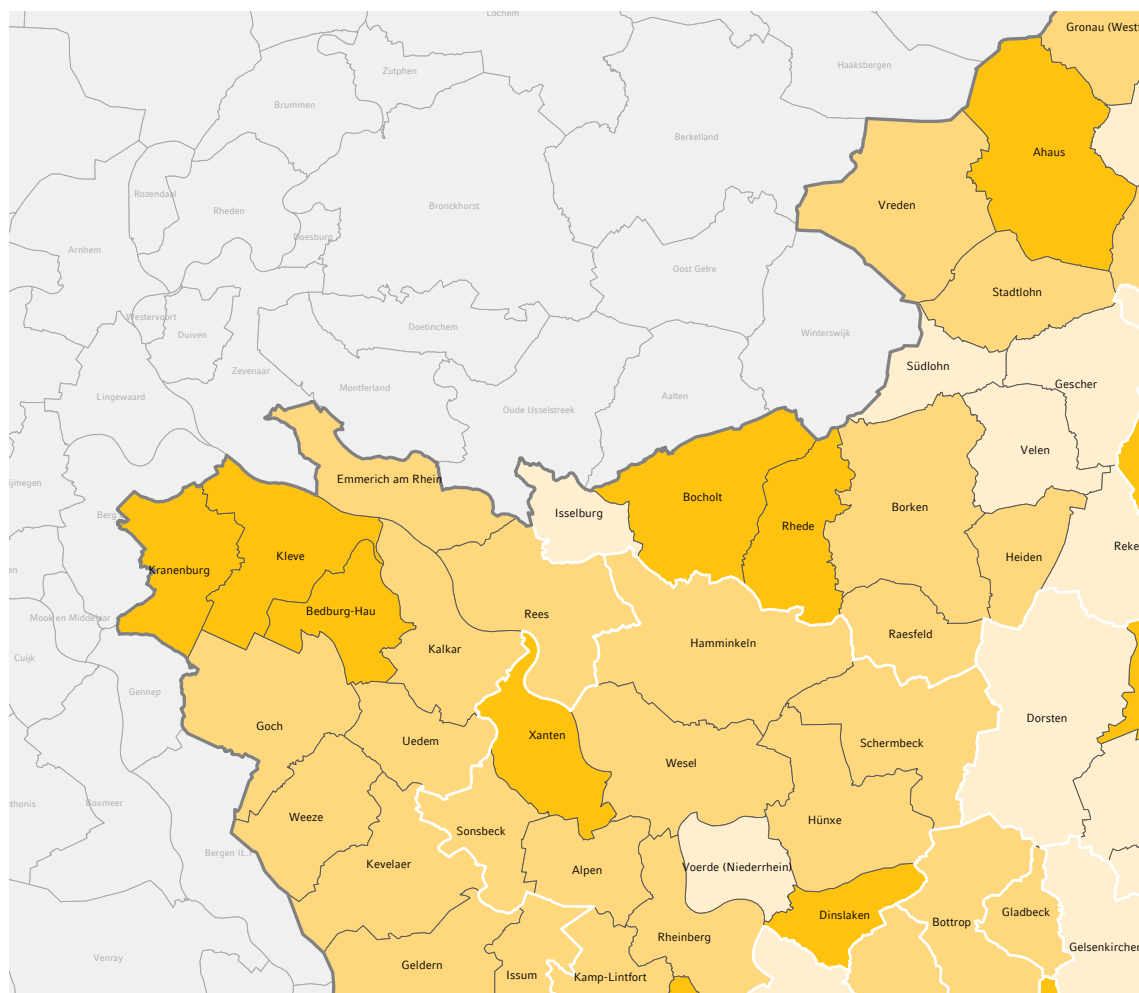 Lochem
Gronau (Westf
Haaksbergen
Zutphen
Brummen
Berkelland
Ahaus
Rozendaal
Rheden
Bronckhorst
Vreden
Doesburg
Arnhem
Oost Gelre
Stadtlohn
Westervoort
Doetinchem
Duiven
Winterswijk
Südlohn
Zevenaar
Gescher
Montferland
Lingewaard
Aalten
Oude IJsselstreek
Velen
Emmerich am Rhein
ijmegen
Bocholt
Borken
Isselburg
Berg
Rhede
Reke
Kleve
Heiden
Kranenburg
Bedburg-Hau
Rees
Mook en Middelaar
Raesfeld
Hamminkeln
Kalkar
Cuijk
Gennep
Dorsten
Goch
Xanten
Uedem
Schermbeck
Wesel
Boxmeer
Weeze
Hünxe
Sonsbeck
Bergen (L.)
Kevelaer
Voerde (Niederrhein)
Alpen
Gladbeck
Dinslaken
Bottrop
Rheinberg
Gelsenkirchen
Venray
Geldern
Issum
Kamp-Lintfort